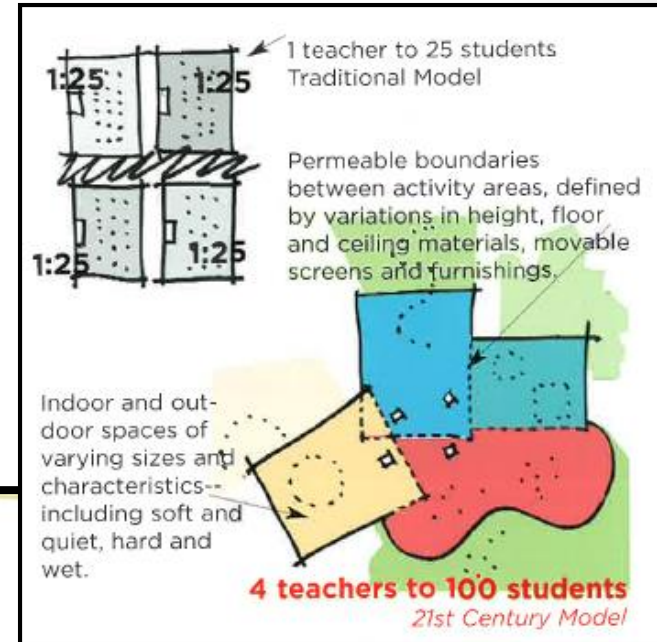 1 teacher to 25 students
Traditional Model
1:25
1:25
1:25
1:25
Permeable boundaries
between activity areas, defined
by variations in height, floor
and ceiling materials, movable
screens and furnishings.
Indoor and out-
door spaces of
varying sizes and
characteristics--
including soft and
quiet, hard and
wet.
4 teachers to 100 students
21st Century Model